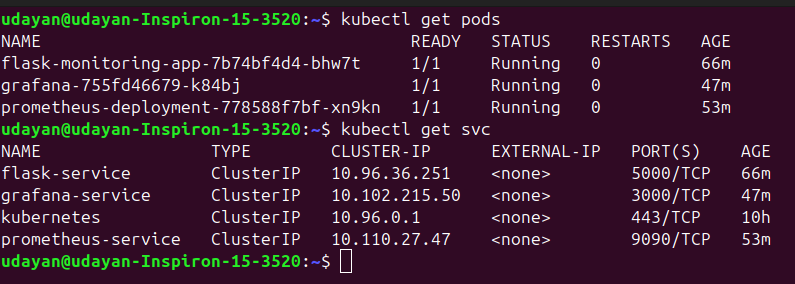 udayan@udayan-Inspiron-15-3520:~$ kubectl get pods
NAME READY STATUS RESTARTS AGE
flask-monitoring-app-7b74bf4d4-bhw7t 1/1 Running 0 66m
grafana-755fd46679-k84bj 1/1 Running 0 47m
prometheus-deployment-778588f7bf-xn9kn 1/1 Running 0 53m
udayan@udayan-Inspiron-15-3520:~$ kubectl get svc
NAME TYPE CLUSTER-IP EXTERNAL-IP PORT(S) AGE
flask-service ClusterIP 10.96.36.251 <none> 5000/TCP 66m
grafana-service ClusterIP 10.102.215.50 <none> 3000/TCP 47m
kubernetes ClusterIP 10.96.0.1 <none> 443/TCP 10h
prometheus-service ClusterIP 10.110.27.47 <none> 9090/TCP 53m
udayan@udayan-Inspiron-15-3520:~$